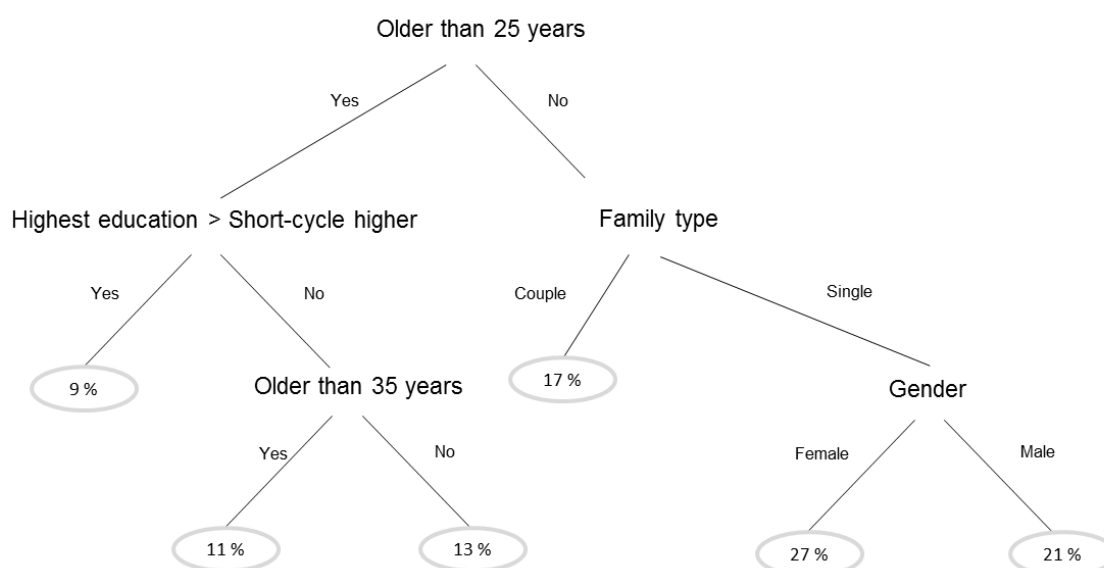 Older than 25 years
Yes
No
Highest education > Short-cycle higher
Family type
Yes
No
Couple
Single
9 %
Older than 35 years
17 %
Gender
Yes
No
Female
Male
11 %
13 %
27 %
21 %